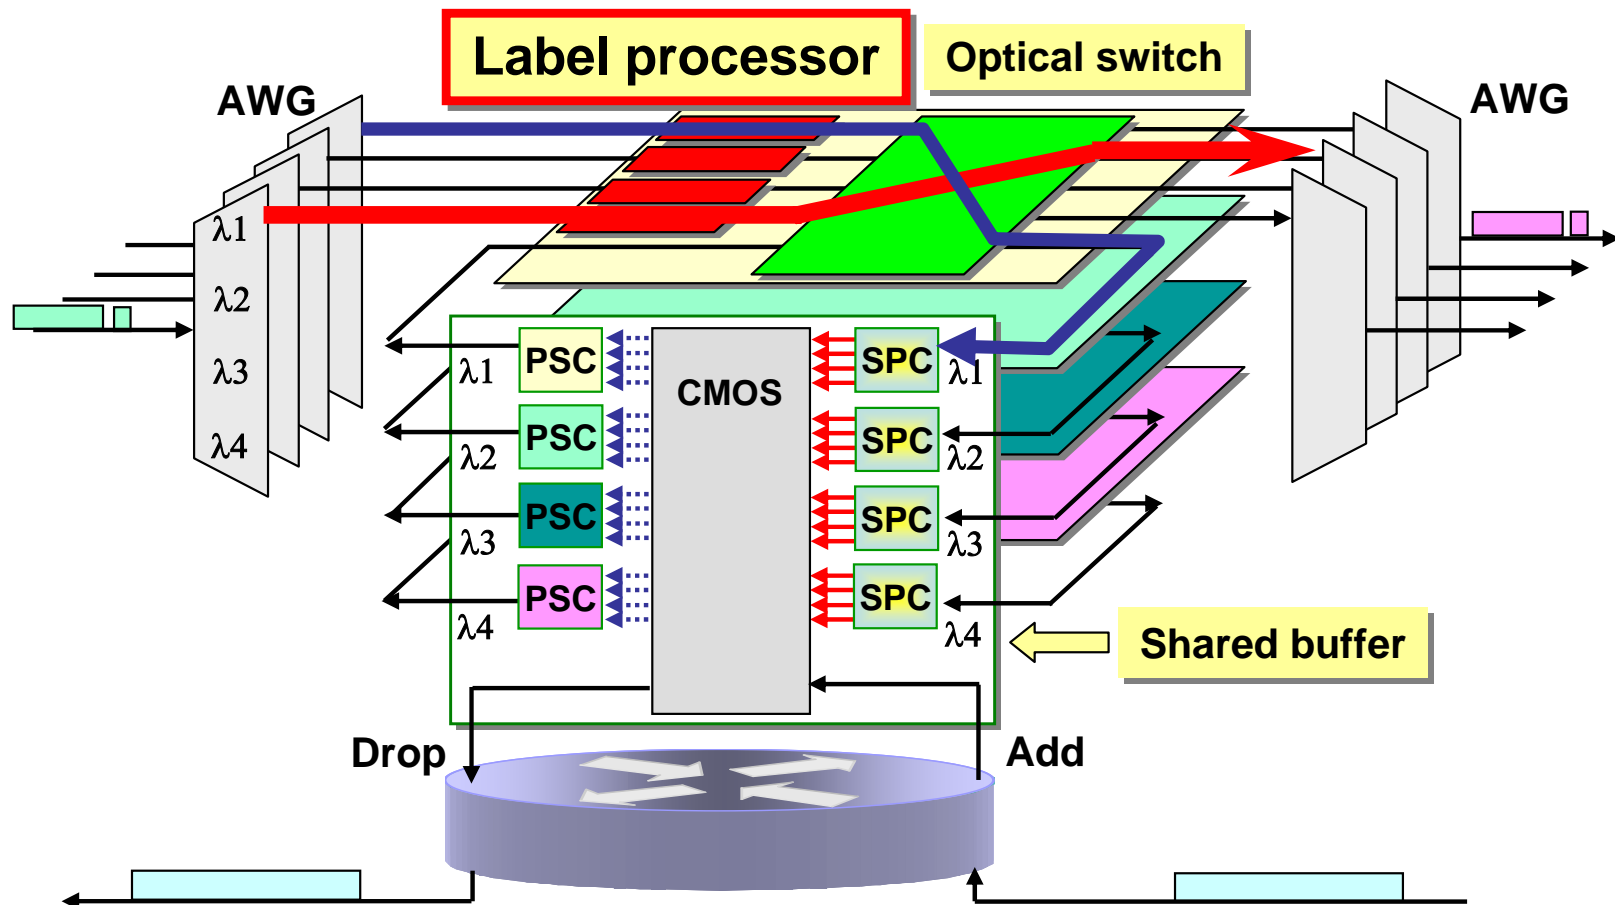 Label processor
Optical switch
AWG
AWG
λ1
λ2
λ3
λ4
PSC
CMOS
SPC
λ1
λ1
PSC
SPC
λ2
λ2
PSC
SPC
λ3
λ3
PSC
SPC
λ4
λ4
Shared buffer
Drop
Add